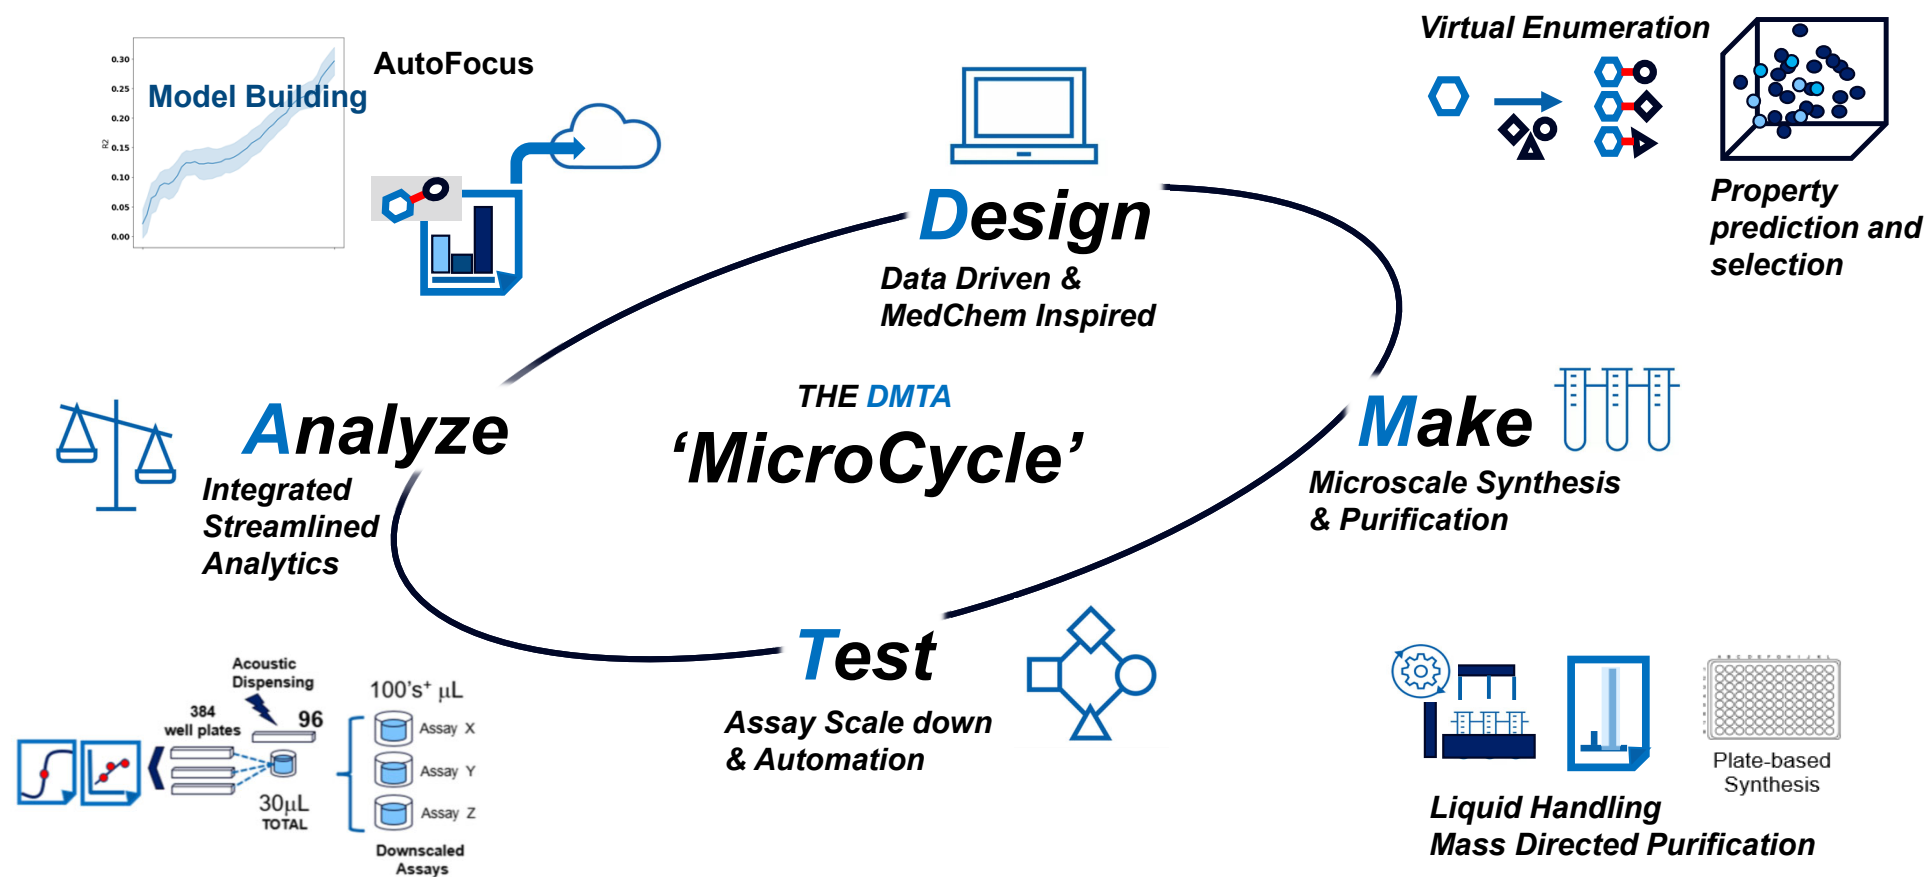 Model Building
AutoFocus
0.30
0.25
0.20
0.15
0.10
0.05
0.00
R2
Virtual Enumeration
Property
prediction and
selection
Design
Data Driven &
MedChem Inspired
THE DMTA
‘MicroCycle’
Analyze
Integrated
Streamlined
Analytics
Make
Microscale Synthesis
& Purification
Test
Assay Scale down
& Automation
Acoustic
Dispensing
384
well plates
96
30µL
TOTAL
100's⁺ µL
Assay X
Assay Y
Assay Z
Downscaled
Assays
Plate-based
Synthesis
Liquid Handling
Mass Directed Purification